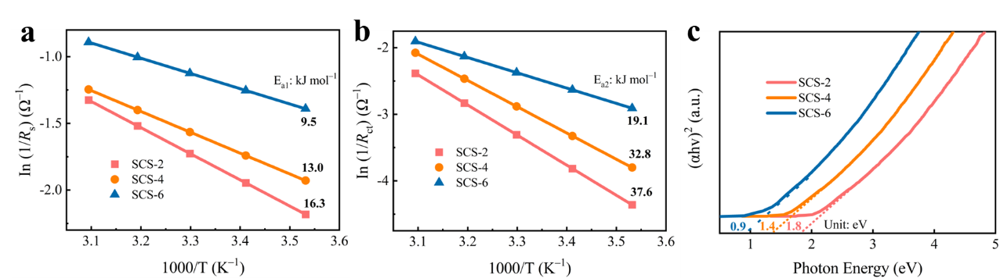 a
ln (1/Rs) (Ω⁻¹)
-1.0
-1.5
-2.0
Ea1: kJ mol⁻¹
9.5
13.0
16.3
SCS-2
SCS-4
SCS-6
3.1 3.2 3.3 3.4 3.5 3.6
1000/T (K⁻¹)
b
ln (1/Rct) (Ω⁻¹)
-2
-3
-4
Ea2: kJ mol⁻¹
19.1
32.8
37.6
SCS-2
SCS-4
SCS-6
3.1 3.2 3.3 3.4 3.5 3.6
1000/T (K⁻¹)
c
(αhv)² (a.u.)
SCS-2
SCS-4
SCS-6
0.9 1.4 1.8 Unit: eV
1 2 3 4 5
Photon Energy (eV)